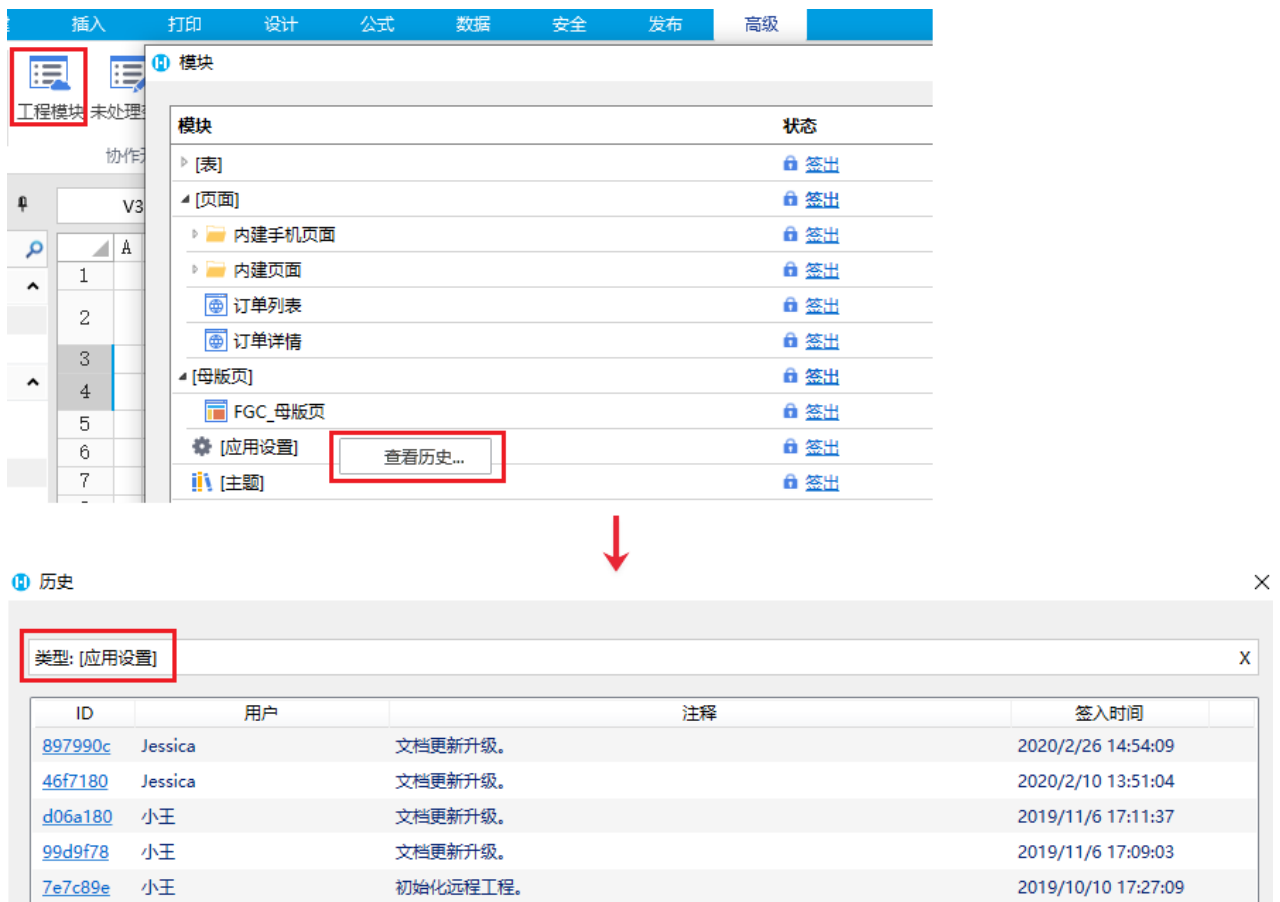 插入 打印 设计 公式 数据 安全 发布 高级
模块
工程模块 未处理
模块 状态
协作
[表] 签出
[页面] 签出
V3
内建手机页面 签出
A
内建页面 签出
1
订单列表 签出
2
订单详情 签出
3
[母版页] 签出
4
FGC_母版页 签出
5
[应用设置] 签出
6
查看历史...
7
[主题] 签出
历史
类型: [应用设置] X
ID 用户 注释 签入时间
897990c Jessica 文档更新升级。 2020/2/26 14:54:09
46f7180 Jessica 文档更新升级。 2020/2/10 13:51:04
d06a180 小王 文档更新升级。 2019/11/6 17:11:37
99d9f78 小王 文档更新升级。 2019/11/6 17:09:03
7e7c89e 小王 初始化远程工程。 2019/10/10 17:27:09